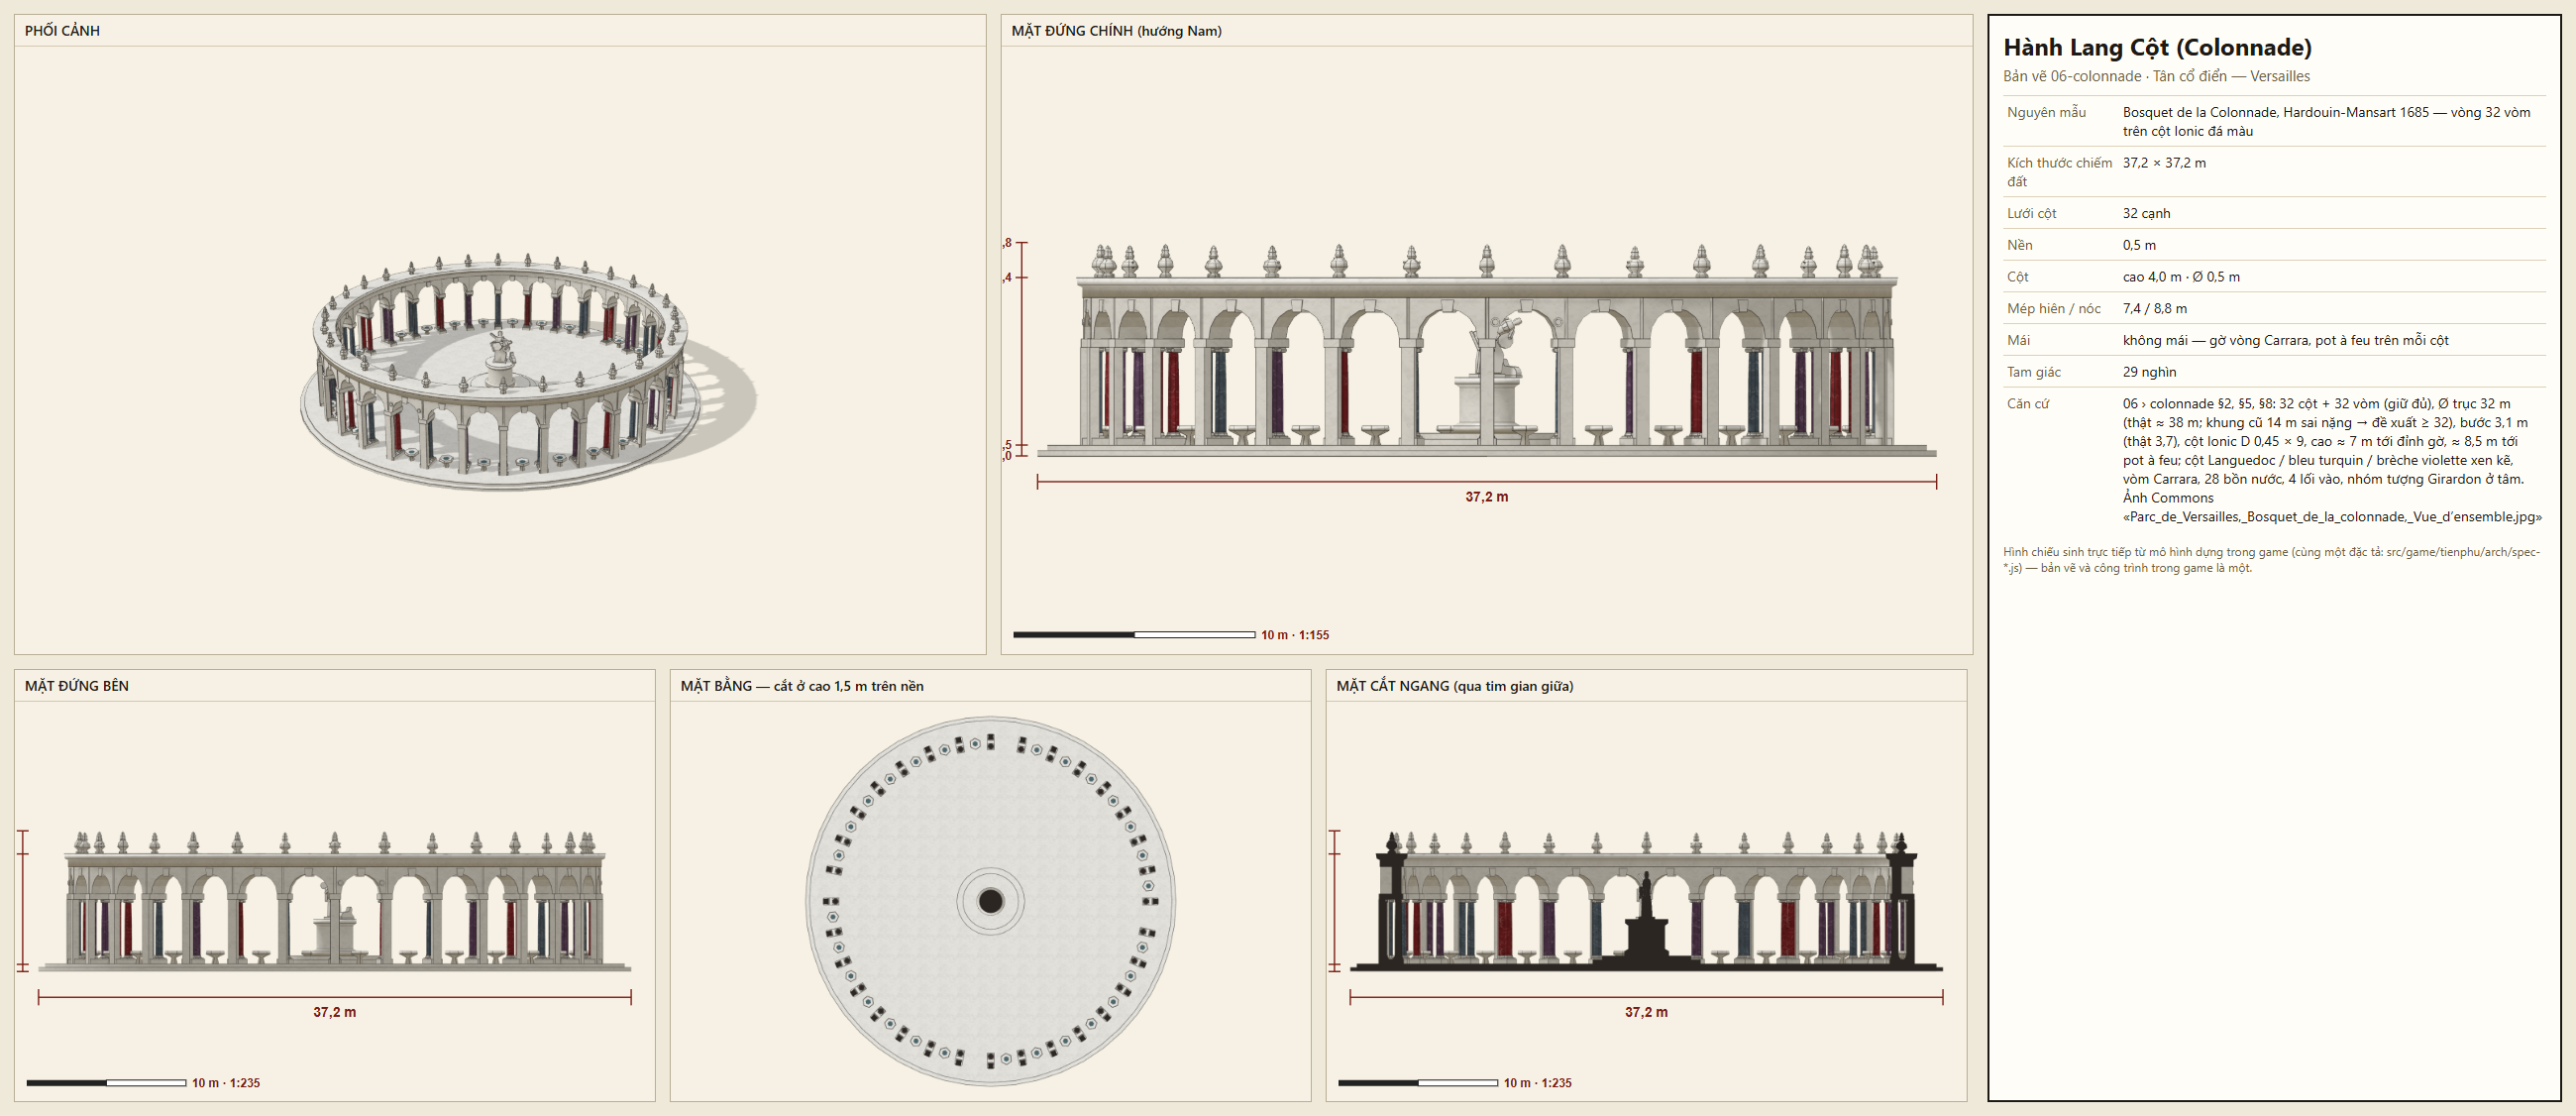 PHỐI CẢNH
MẶT ĐỨNG CHÍNH (hướng Nam)
,8
,4
,5
,0
37,2 m
10 m · 1:155
MẶT ĐỨNG BÊN
37,2 m
10 m · 1:235
MẶT BẰNG — cắt ở cao 1,5 m trên nền
MẶT CẮT NGANG (qua tim gian giữa)
37,2 m
10 m · 1:235
Hành Lang Cột (Colonnade)
Bản vẽ 06-colonnade · Tân cổ điển — Versailles
Nguyên mẫu Bosquet de la Colonnade, Hardouin-Mansart 1685 — vòng 32 vòm
trên cột Ionic đá màu
Kích thước chiếm 37,2 × 37,2 m
đất
Lưới cột 32 cạnh
Nền 0,5 m
Cột cao 4,0 m · Ø 0,5 m
Mép hiên / nóc 7,4 / 8,8 m
Mái không mái — gờ vòng Carrara, pot à feu trên mỗi cột
Tam giác 29 nghìn
Căn cứ 06 › colonnade §2, §5, §8: 32 cột + 32 vòm (giữ đủ), Ø trục 32 m
(thật ≈ 38 m; khung cũ 14 m sai nặng → đề xuất ≥ 32), bước 3,1 m
(thật 3,7), cột Ionic D 0,45 × 9, cao ≈ 7 m tới đỉnh gờ, ≈ 8,5 m tới
pot à feu; cột Languedoc / bleu turquin / brèche violette xen kẽ,
vòm Carrara, 28 bồn nước, 4 lối vào, nhóm tượng Girardon ở tâm.
Ảnh Commons
«Parc_de_Versailles,_Bosquet_de_la_colonnade,_Vue_d'ensemble.jpg»
Hình chiếu sinh trực tiếp từ mô hình dựng trong game (cùng một đặc tả: src/game/tienphu/arch/spec-
*.js) — bản vẽ và công trình trong game là một.